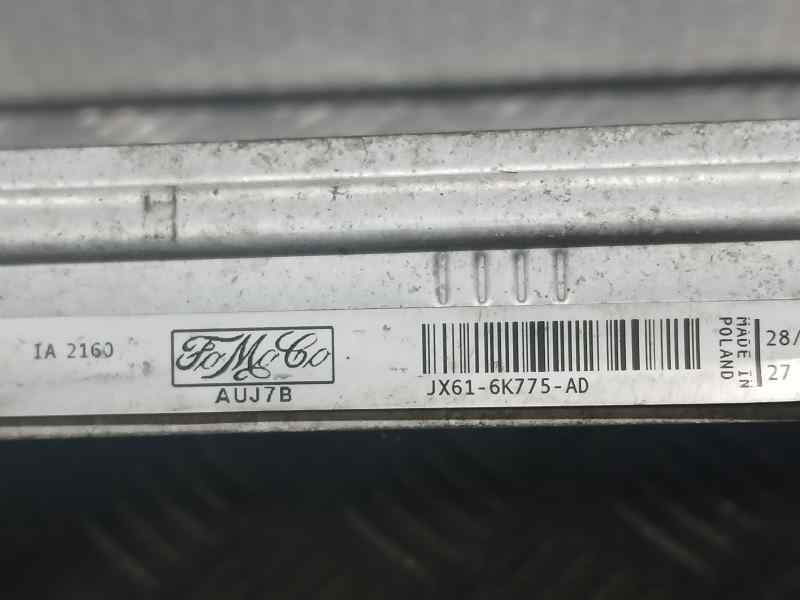 H
IA 2160
FoMoCo
AUJ7B
JX61-6K775-AD
MADE IN
POLAND
28/
27